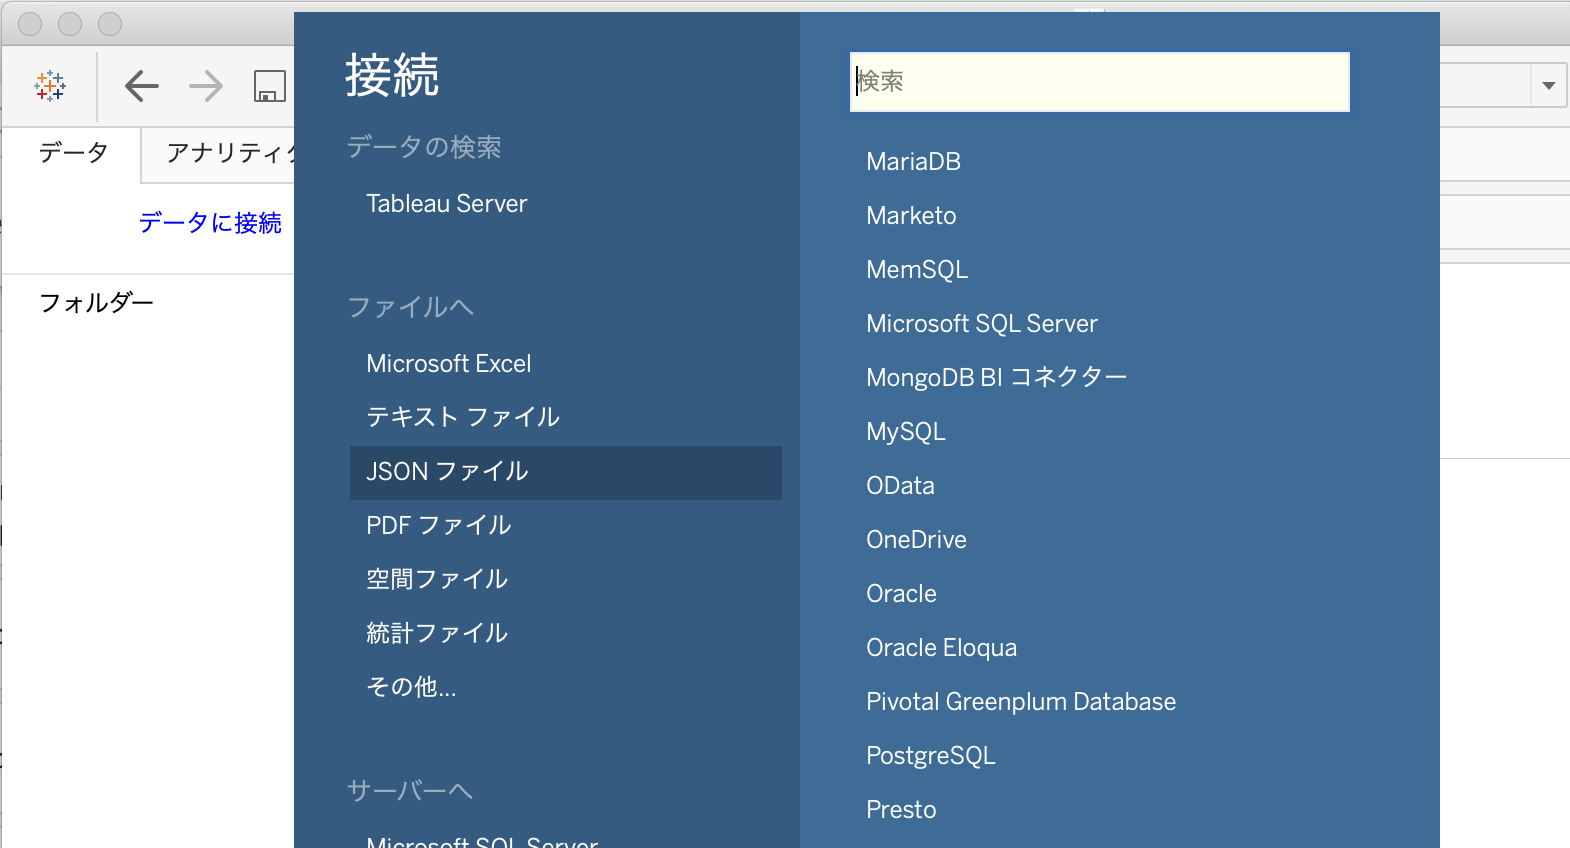 データ
アナリティク
データに接続
フォルダー
接続
データの検索
Tableau Server
ファイルへ
Microsoft Excel
テキスト ファイル
JSON ファイル
PDF ファイル
空間ファイル
統計ファイル
その他...
サーバーへ
Microsoft SQL Server
検索
MariaDB
Marketo
MemSQL
Microsoft SQL Server
MongoDB BI コネクター
MySQL
OData
OneDrive
Oracle
Oracle Eloqua
Pivotal Greenplum Database
PostgreSQL
Presto